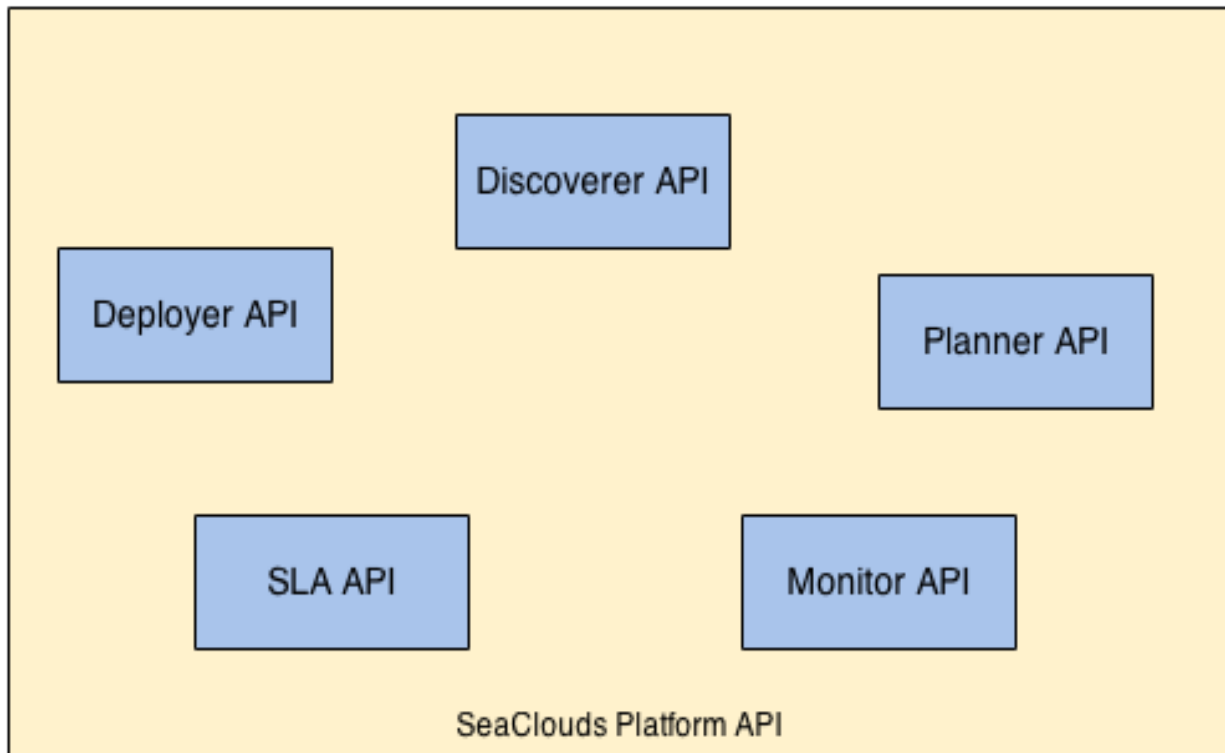 Discoverer API
Deployer API
Planner API
SLA API
Monitor API
SeaClouds Platform API